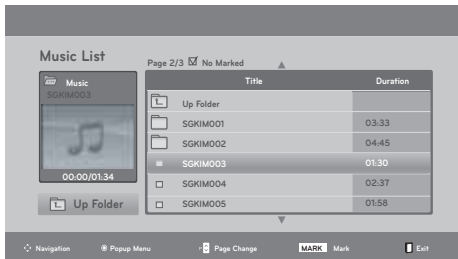 Music List
Page 2/3 No Marked
Music
SGKIM003
00:00/01:34
Up Folder
Title Duration
Up Folder
SGKIM001 03:33
SGKIM002 04:45
SGKIM003 01:30
SGKIM004 02:37
SGKIM005 01:58
Navigation Popup Menu P Page Change MARK Mark Exit